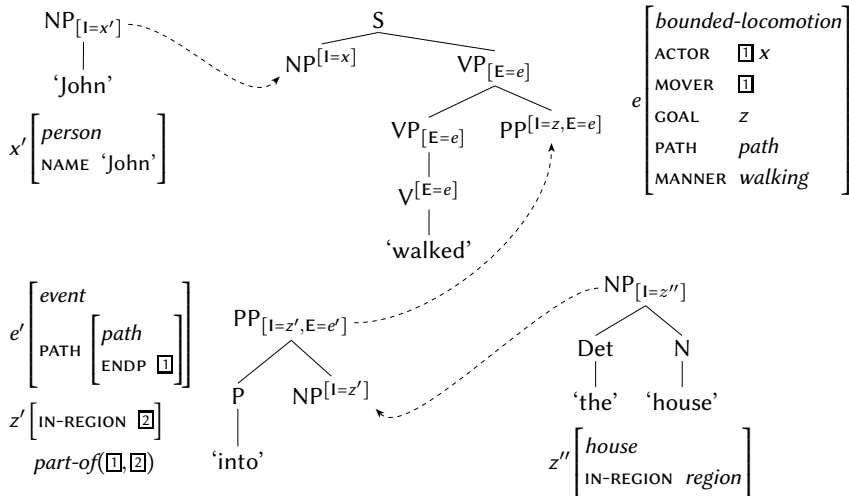 NP[I=x′]
'John'
x′ [person
NAME 'John']
S
NP[I=x]
VP[E=e]
VP[E=e]
PP[I=z,E=e]
V[E=e]
'walked'
e [bounded-locomotion
ACTOR 1 x
MOVER 1
GOAL z
PATH path
MANNER walking]
e′ [event
PATH [path
ENDP 1]]
z′ [IN-REGION 2]
part-of(1, 2)
PP[I=z′,E=e′]
P
NP[I=z′]
'into'
NP[I=z″]
Det
N
'the'
'house'
z″ [house
IN-REGION region]